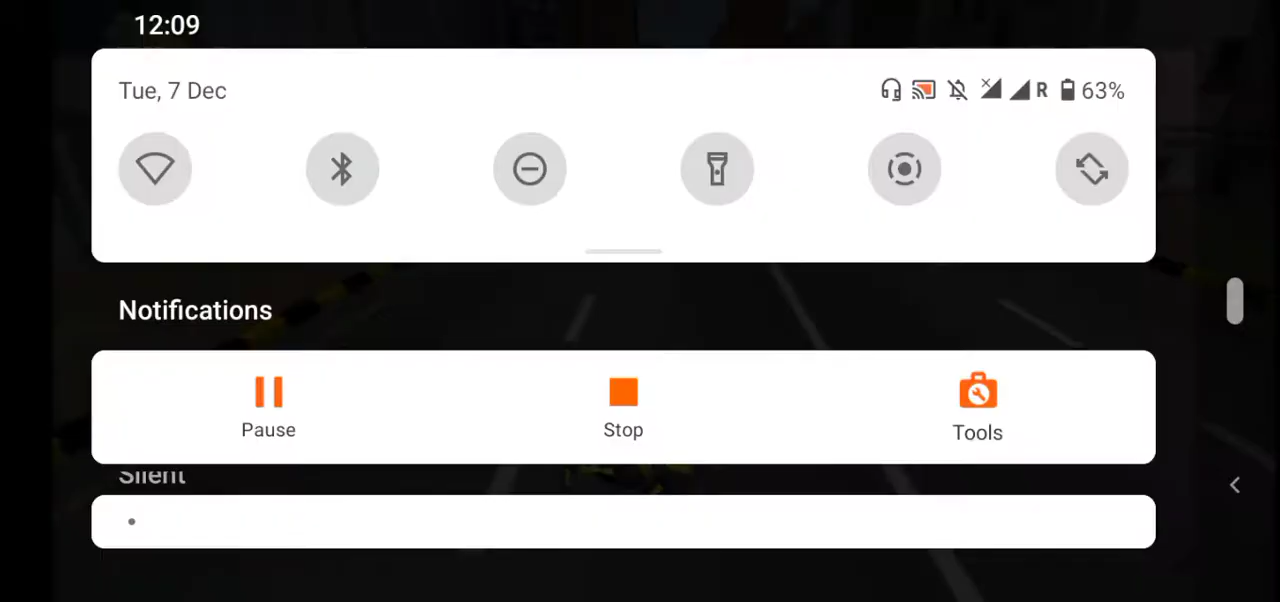 12:09
Tue, 7 Dec R 63%
Notifications
Pause Stop Tools
Silent